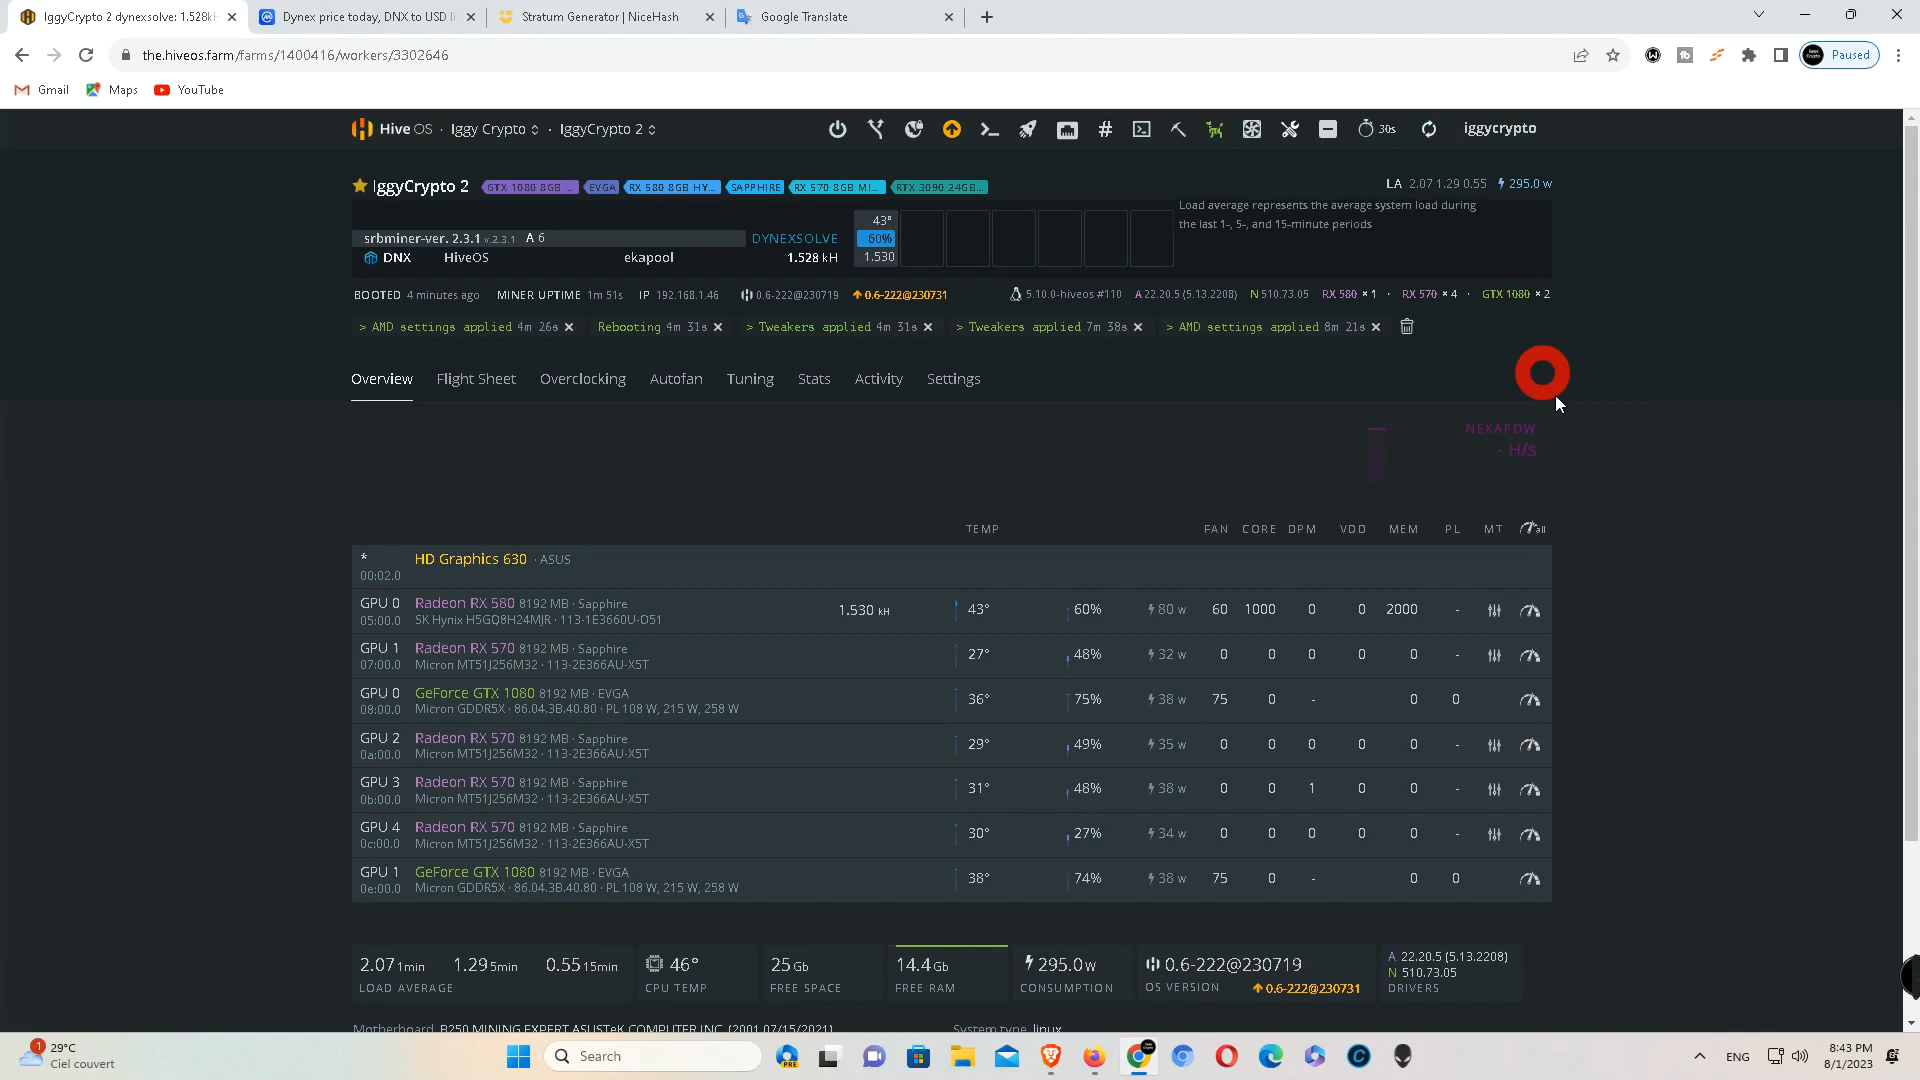 IggyCrypto 2 dynexsolve: 1.528kH
Dynex price today, DNX to USD li
Stratum Generator | NiceHash
Google Translate
the.hiveos.farm/farms/1400416/workers/3302646
Paused
Gmail Maps YouTube
Hive OS · Iggy Crypto · IggyCrypto 2
30s
iggycrypto
IggyCrypto 2
GTX 1080 8GB ... EVGA RX 580 8GB HY... SAPPHIRE RX 570 8GB MI... RTX 3090 24GB...
LA 2.07 1.29 0.55 295.0 w
Load average represents the average system load during
the last 1-, 5-, and 15-minute periods
srbminer-ver. 2.3.1 v.2.3.1 A 6 DYNEXSOLVE
DNX HiveOS ekapool 1.528 kH
43°
60%
1.530
BOOTED 4 minutes ago MINER UPTIME 1m 51s IP 192.168.1.46 0.6-222@230719 0.6-222@230731 5.10.0-hiveos #110 A 22.20.5 (5.13.2208) N 510.73.05 RX 580 × 1 · RX 570 × 4 · GTX 1080 × 2
> AMD settings applied 4m 26s × Rebooting 4m 31s × > Tweakers applied 4m 31s × > Tweakers applied 7m 38s × > AMD settings applied 8m 21s ×
Overview Flight Sheet Overclocking Autofan Tuning Stats Activity Settings
NEXAPOW
- H/s
TEMP FAN CORE DPM VDD MEM PL MT all
* HD Graphics 630 · ASUS
00:02.0
GPU 0 Radeon RX 580 8192 MB · Sapphire 1.530 kH 43° 60% 80 w 60 1000 0 0 2000 -
05:00.0 SK Hynix H5GQ8H24MJR · 113-1E3660U-O51
GPU 1 Radeon RX 570 8192 MB · Sapphire 27° 48% 32 w 0 0 0 0 0 -
07:00.0 Micron MT51J256M32 · 113-2E366AU-X5T
GPU 0 GeForce GTX 1080 8192 MB · EVGA 36° 75% 38 w 75 0 - 0 0
08:00.0 Micron GDDR5X · 86.04.3B.40.80 · PL 108 W, 215 W, 258 W
GPU 2 Radeon RX 570 8192 MB · Sapphire 29° 49% 35 w 0 0 0 0 0 -
0a:00.0 Micron MT51J256M32 · 113-2E366AU-X5T
GPU 3 Radeon RX 570 8192 MB · Sapphire 31° 48% 38 w 0 0 1 0 0 -
0b:00.0 Micron MT51J256M32 · 113-2E366AU-X5T
GPU 4 Radeon RX 570 8192 MB · Sapphire 30° 27% 34 w 0 0 0 0 0 -
0c:00.0 Micron MT51J256M32 · 113-2E366AU-X5T
GPU 1 GeForce GTX 1080 8192 MB · EVGA 38° 74% 38 w 75 0 - 0 0
0e:00.0 Micron GDDR5X · 86.04.3B.40.80 · PL 108 W, 215 W, 258 W
2.07 1min 1.29 5min 0.55 15min
LOAD AVERAGE
46°
CPU TEMP
25 Gb
FREE SPACE
14.4 Gb
FREE RAM
295.0 w
CONSUMPTION
0.6-222@230719
OS VERSION 0.6-222@230731
A 22.20.5 (5.13.2208)
N 510.73.05
DRIVERS
Motherboard B250 MINING EXPERT ASUSTeK COMPUTER INC. (2001 07/15/2021) System type linux
1 29°C
Ciel couvert
Search
PRE
ENG
8:43 PM
8/1/2023